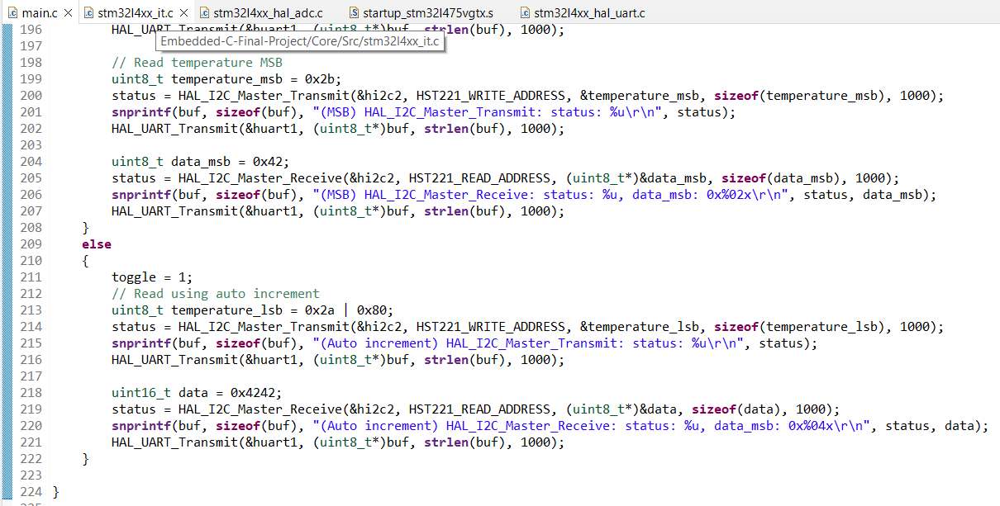 main.c stm32l4xx_it.c stm32l4xx_hal_adc.c startup_stm32l475vgtx.s stm32l4xx_hal_uart.c
196 HAL_UART_Transmit(&huart1, (uint8_t*)buf, strlen(buf), 1000);
Embedded-C-Final-Project/Core/Src/stm32l4xx_it.c
197
198 // Read temperature MSB
199 uint8_t temperature_msb = 0x2b;
200 status = HAL_I2C_Master_Transmit(&hi2c2, HST221_WRITE_ADDRESS, &temperature_msb, sizeof(temperature_msb), 1000);
201 snprintf(buf, sizeof(buf), "(MSB) HAL_I2C_Master_Transmit: status: %u\r\n", status);
202 HAL_UART_Transmit(&huart1, (uint8_t*)buf, strlen(buf), 1000);
203
204 uint8_t data_msb = 0x42;
205 status = HAL_I2C_Master_Receive(&hi2c2, HST221_READ_ADDRESS, (uint8_t*)&data_msb, sizeof(data_msb), 1000);
206 snprintf(buf, sizeof(buf), "(MSB) HAL_I2C_Master_Receive: status: %u, data_msb: 0x%02x\r\n", status, data_msb);
207 HAL_UART_Transmit(&huart1, (uint8_t*)buf, strlen(buf), 1000);
208 }
209 else
210 {
211 toggle = 1;
212 // Read using auto increment
213 uint8_t temperature_lsb = 0x2a | 0x80;
214 status = HAL_I2C_Master_Transmit(&hi2c2, HST221_WRITE_ADDRESS, &temperature_lsb, sizeof(temperature_lsb), 1000);
215 snprintf(buf, sizeof(buf), "(Auto increment) HAL_I2C_Master_Transmit: status: %u\r\n", status);
216 HAL_UART_Transmit(&huart1, (uint8_t*)buf, strlen(buf), 1000);
217
218 uint16_t data = 0x4242;
219 status = HAL_I2C_Master_Receive(&hi2c2, HST221_READ_ADDRESS, (uint8_t*)&data, sizeof(data), 1000);
220 snprintf(buf, sizeof(buf), "(Auto increment) HAL_I2C_Master_Receive: status: %u, data_msb: 0x%04x\r\n", status, data);
221 HAL_UART_Transmit(&huart1, (uint8_t*)buf, strlen(buf), 1000);
222 }
223
224 }